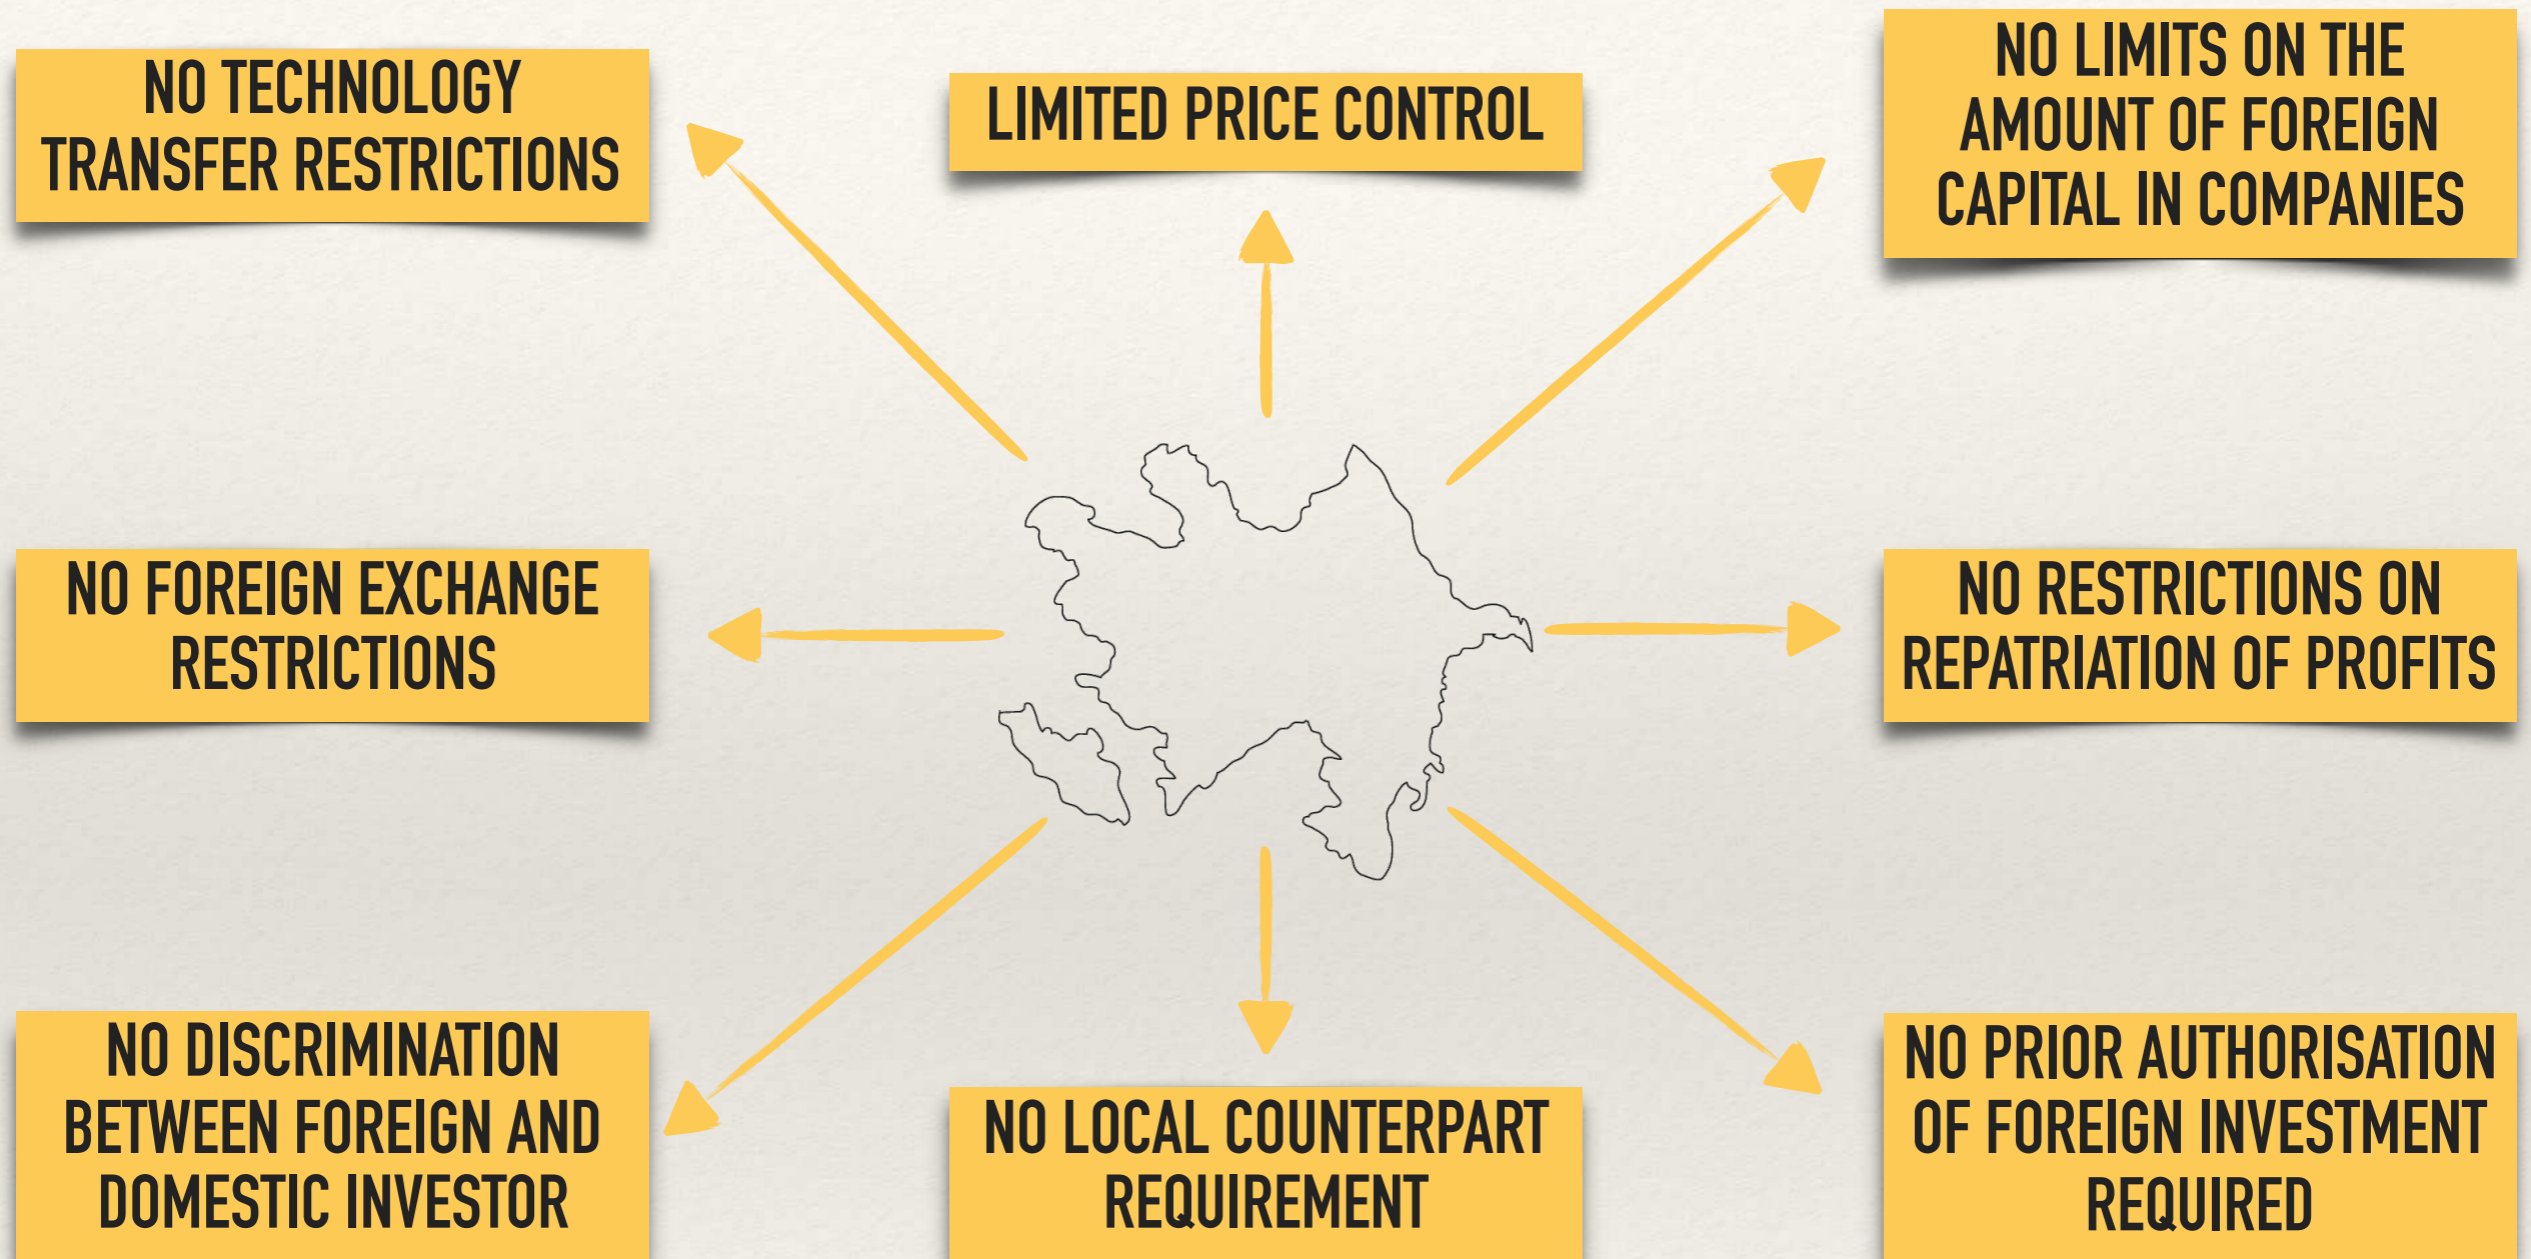 NO TECHNOLOGY
TRANSFER RESTRICTIONS
LIMITED PRICE CONTROL
NO LIMITS ON THE
AMOUNT OF FOREIGN
CAPITAL IN COMPANIES
NO FOREIGN EXCHANGE
RESTRICTIONS
NO RESTRICTIONS ON
REPATRIATION OF PROFITS
NO DISCRIMINATION
BETWEEN FOREIGN AND
DOMESTIC INVESTOR
NO LOCAL COUNTERPART
REQUIREMENT
NO PRIOR AUTHORISATION
OF FOREIGN INVESTMENT
REQUIRED